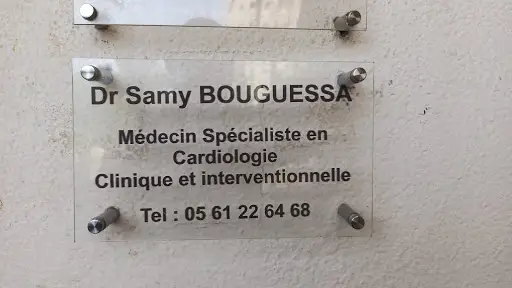 Dr Samy BOUGUESSA
Médecin Spécialiste en
Cardiologie
Clinique et interventionnelle
Tel : 05 61 22 64 68